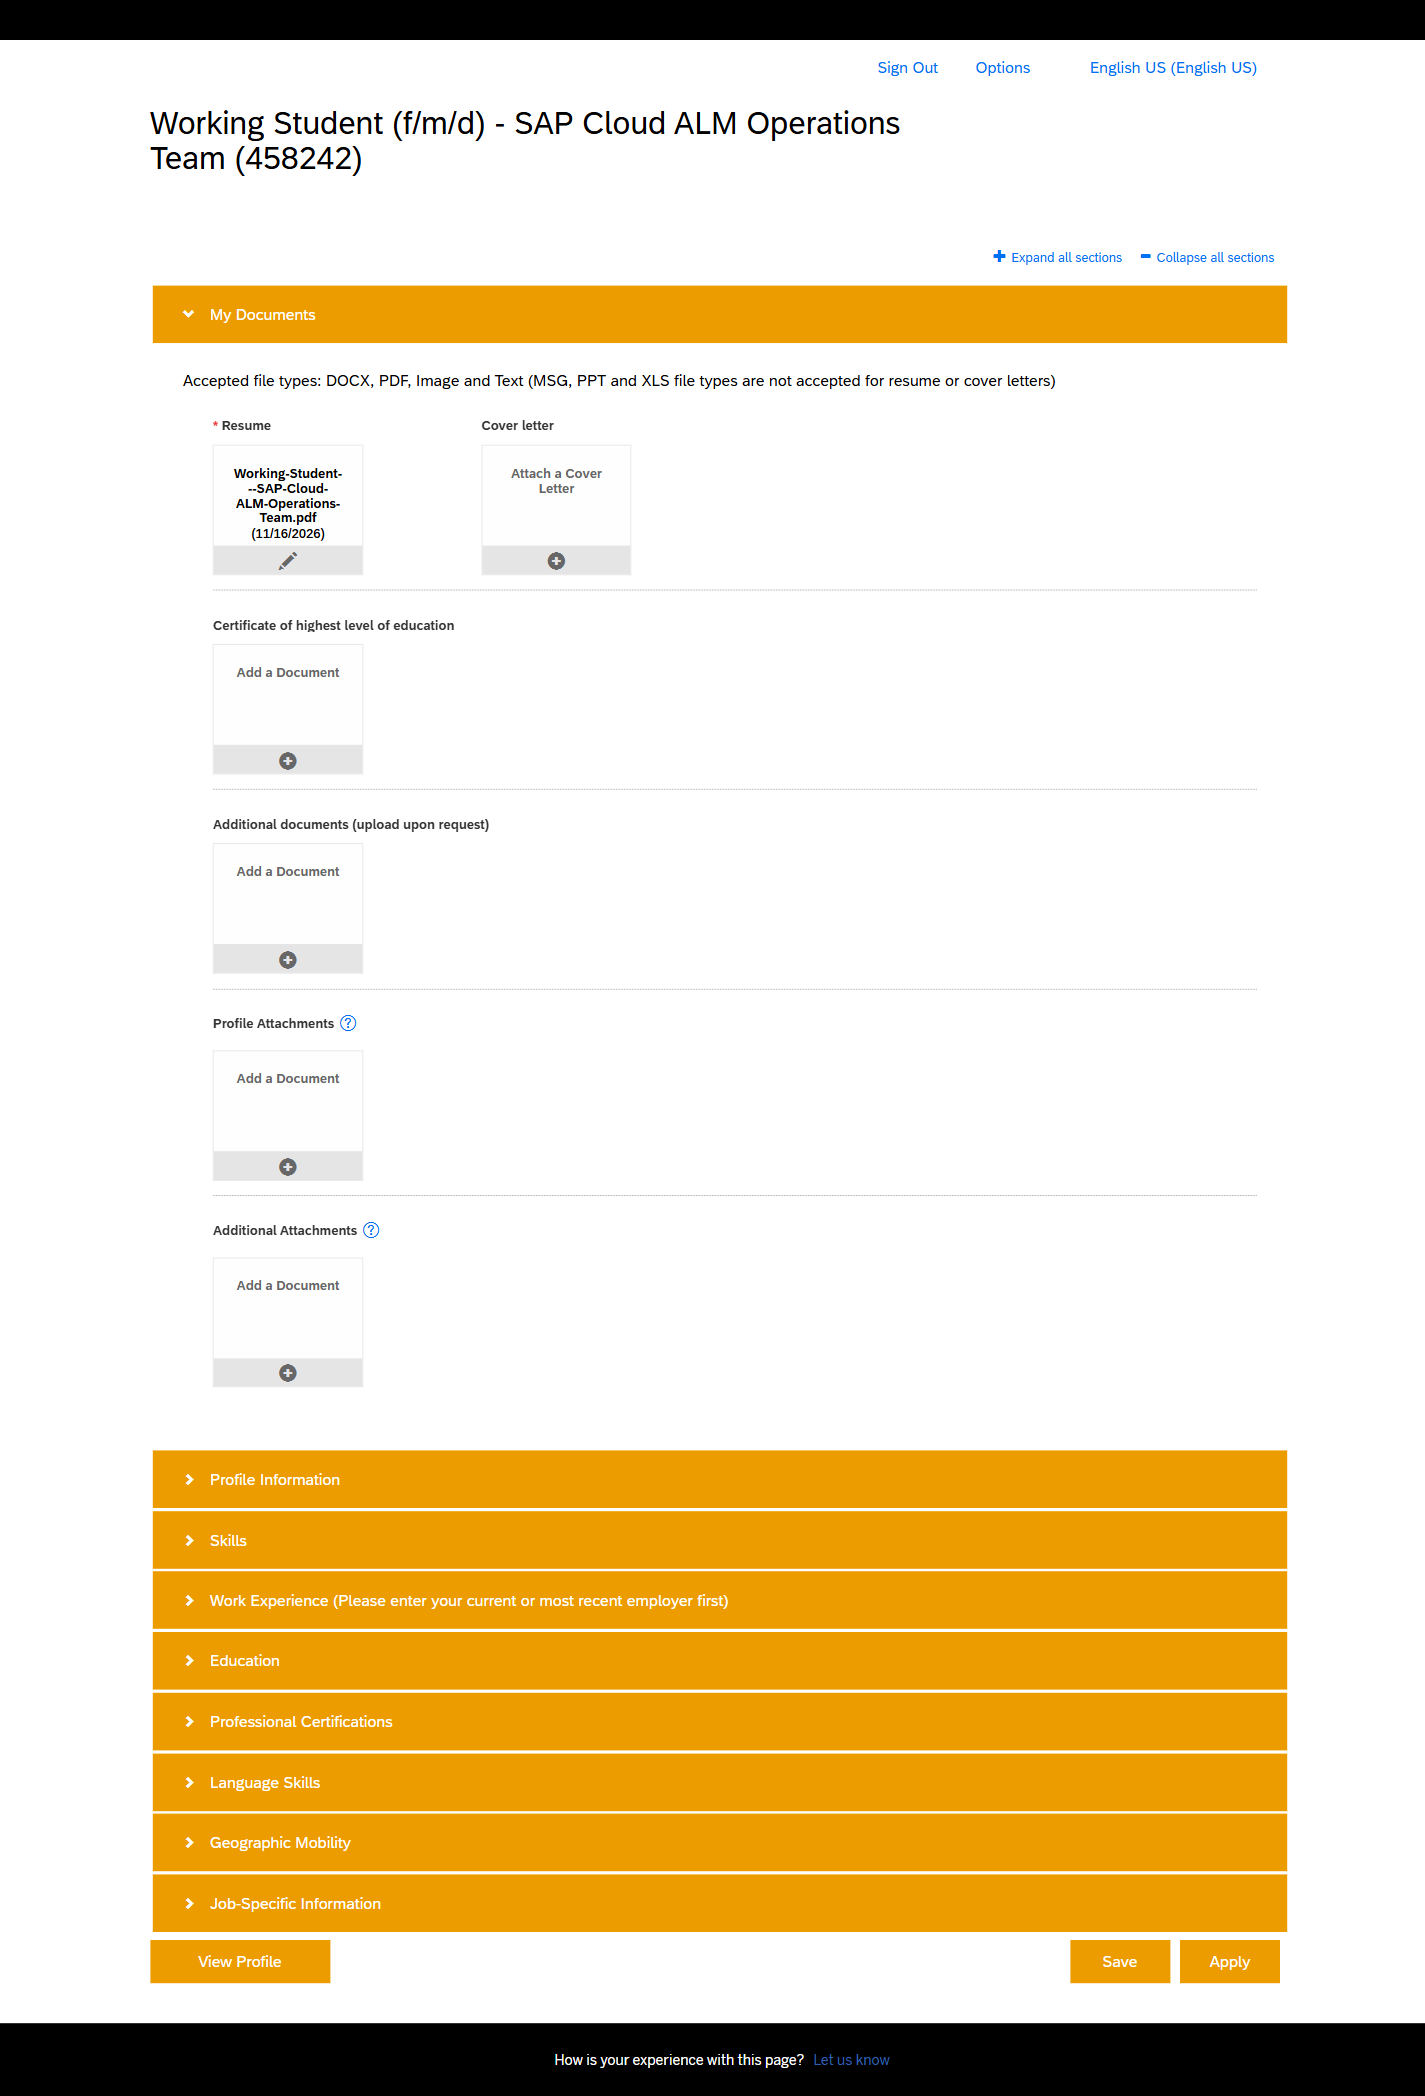 Sign Out Options English US (English US)
Working Student (f/m/d) - SAP Cloud ALM Operations
Team (458242)
Expand all sections Collapse all sections
My Documents
Accepted file types: DOCX, PDF, Image and Text (MSG, PPT and XLS file types are not accepted for resume or cover letters)
* Resume Cover letter
Working-Student-
--SAP-Cloud-
ALM-Operations-
Team.pdf
(11/16/2026)
Attach a Cover
Letter
Certificate of highest level of education
Add a Document
Additional documents (upload upon request)
Add a Document
Profile Attachments ?
Add a Document
Additional Attachments ?
Add a Document
Profile Information
Skills
Work Experience (Please enter your current or most recent employer first)
Education
Professional Certifications
Language Skills
Geographic Mobility
Job-Specific Information
View Profile Save Apply
How is your experience with this page? Let us know